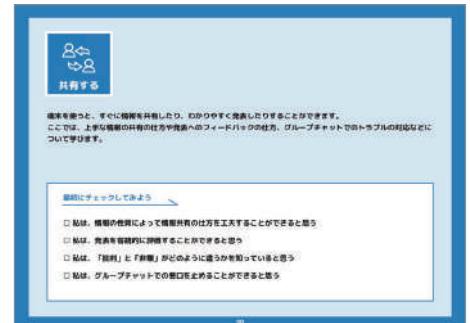 共有する
端末を使うと、すぐに情報を共有したり、わかりやすく発表したりすることができます。
ここでは、上手な情報の共有の仕方や発表へのフィードバックの仕方、グループチャットでのトラブルの対応などに
ついて学びます。
最初にチェックしてみよう
□ 私は、情報の性質によって情報共有の仕方を工夫することができると思う
□ 私は、発表を客観的に評価することができると思う
□ 私は、「批判」と「非難」がどのように違うかを知っていると思う
□ 私は、グループチャットでの悪口を止めることができると思う